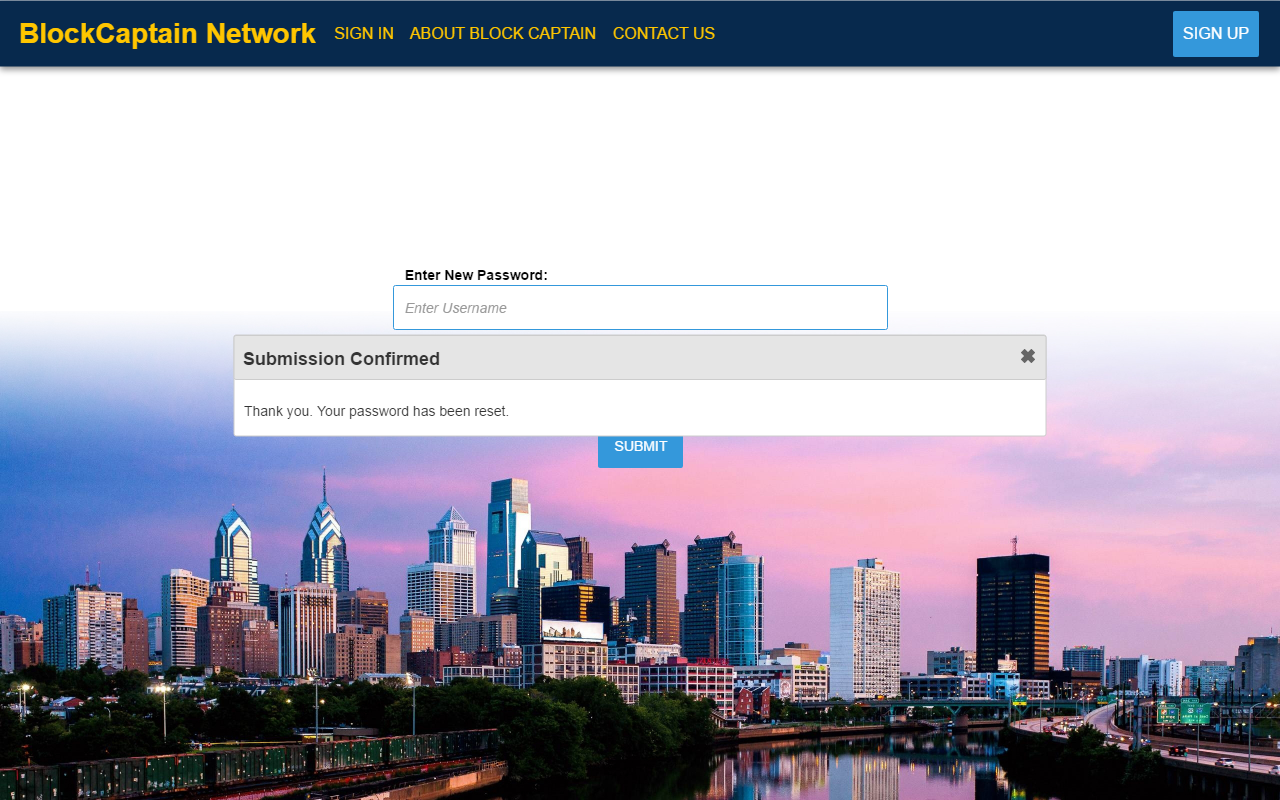 BlockCaptain Network SIGN IN ABOUT BLOCK CAPTAIN CONTACT US SIGN UP
Enter New Password:
Enter Username
Submission Confirmed ✖
Thank you. Your password has been reset.
SUBMIT